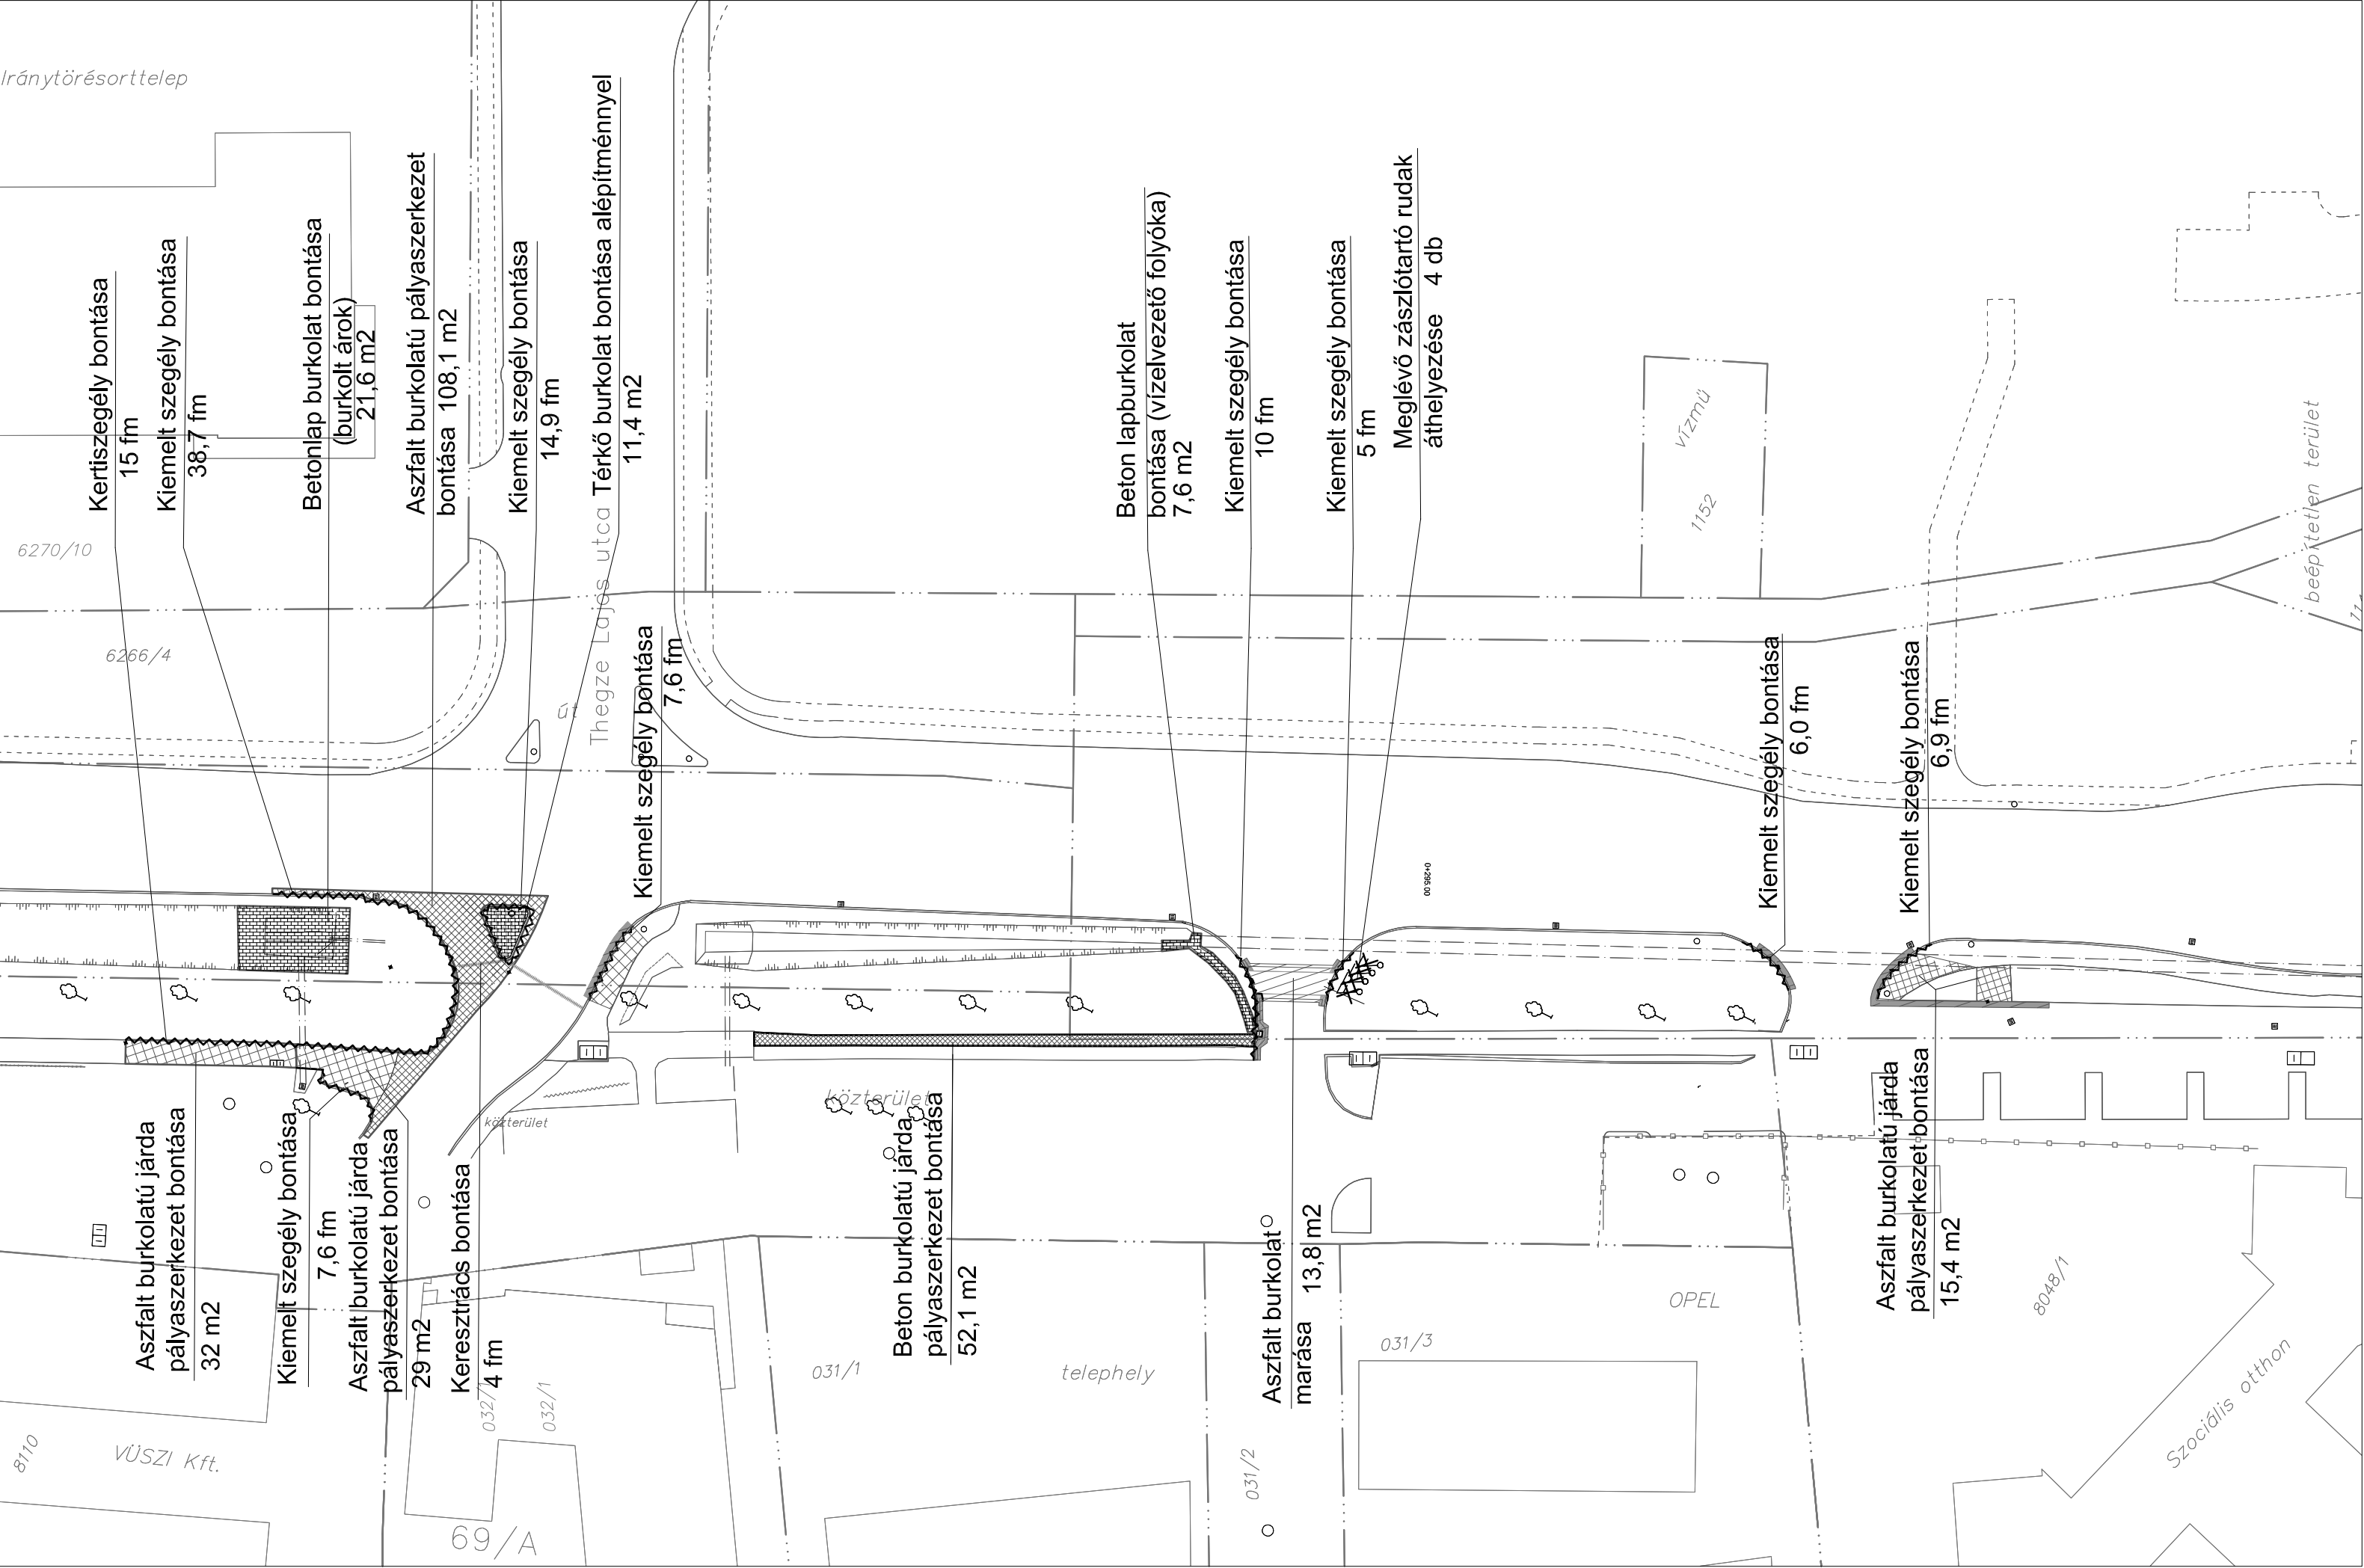 Iránytörésorttelep
Kertiszegély bontása
15 fm
Kiemelt szegély bontása
38,7 fm
Betonlap burkolat bontása
(burkolt árok)
21,6 m2
Aszfalt burkolatú pályaszerkezet
bontása 108,1 m2
Kiemelt szegély bontása
14,9 fm
Térkő burkolat bontása alépítménnyel
11,4 m2
Thegze Lajos utca
út
Beton lapburkolat
bontása (vízelvezető folyóka)
7,6 m2
Kiemelt szegély bontása
10 fm
Kiemelt szegély bontása
5 fm
Meglévő zászlótartó rudak
áthelyezése 4 db
vízmü
1152
beépítetlen terület
6270/10
6266/4
Kiemelt szegély bontása
7,6 fm
Kiemelt szegély bontása
6,0 fm
Kiemelt szegély bontása
6,9 fm
0+295.00
közterület
közterület
Aszfalt burkolatú járda
pályaszerkezet bontása
32 m2
Kiemelt szegély bontása
7,6 fm
Aszfalt burkolatú járda
pályaszerkezet bontása
29 m2
Keresztrács bontása
4 fm
Beton burkolatú járda
pályaszerkezet bontása
52,1 m2
Aszfalt burkolat
marása 13,8 m2
Aszfalt burkolatú járda
pályaszerkezet bontása
15,4 m2
8110
VÜSZI Kft.
032/1
032/1
69/A
031/1
telephely
031/2
031/3
OPEL
8048/1
Szociális otthon